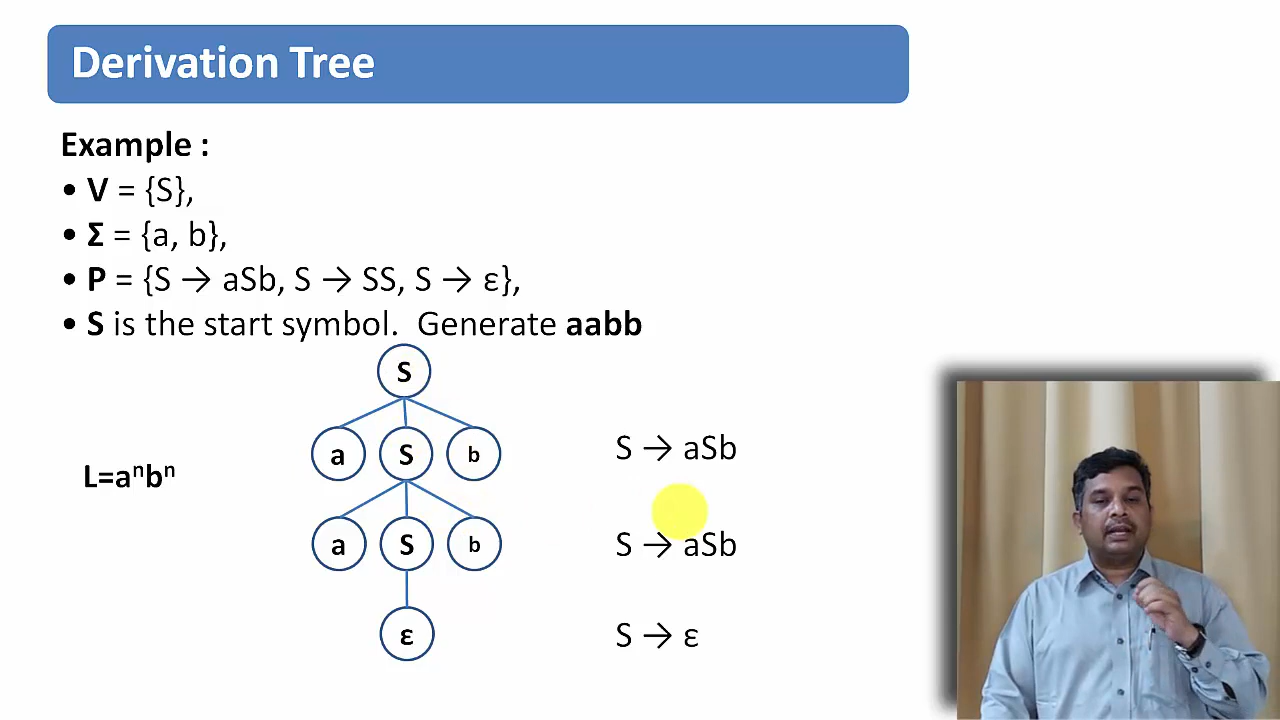 Derivation Tree
Example :
• V = {S},
• Σ = {a, b},
• P = {S → aSb, S → SS, S → ε},
• S is the start symbol.  Generate aabb
S
a S b
S → aSb
L=aⁿbⁿ
a S b
S → aSb
ε
S → ε